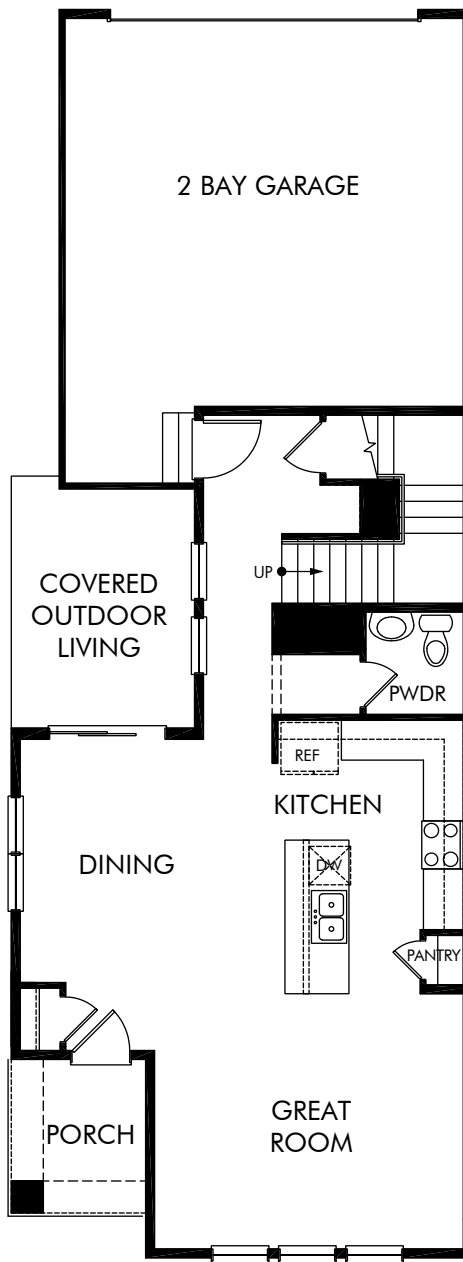 2 BAY GARAGE
COVERED
OUTDOOR
LIVING
UP
PWDR
REF
KITCHEN
DINING
DW
PANTRY
PORCH
GREAT
ROOM